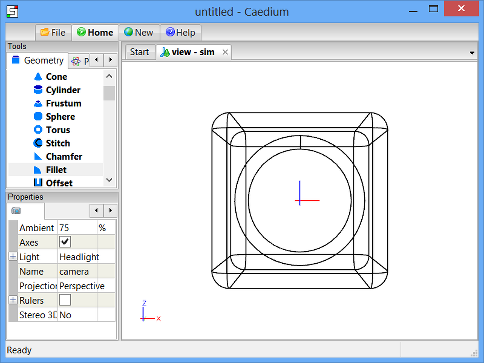 untitled - Caedium
File Home New Help
Tools
Geometry P
Start view - sim
Cone
Cylinder
Frustum
Sphere
Torus
Stitch
Chamfer
Fillet
Offset
Properties
Ambient 75 %
Axes
Light Headlight
Name camera
Projection Perspective
Rulers
Stereo 3D No
z
x
Ready